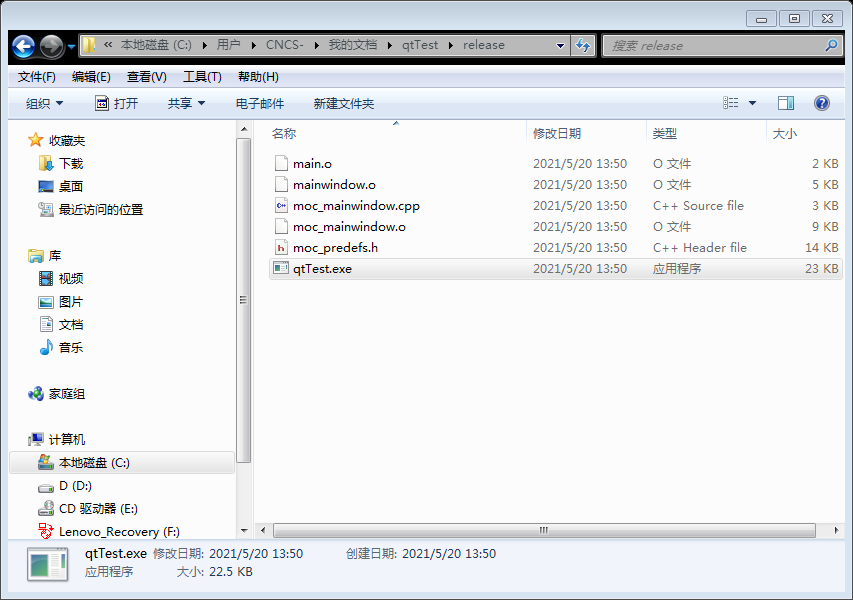 « 本地磁盘 (C:) ▸ 用户 ▸ CNCS- ▸ 我的文档 ▸ qtTest ▸ release
搜索 release
文件(F) 编辑(E) 查看(V) 工具(T) 帮助(H)
组织 打开 共享 电子邮件 新建文件夹
收藏夹
下载
桌面
最近访问的位置
库
视频
图片
文档
音乐
家庭组
计算机
本地磁盘 (C:)
D (D:)
CD 驱动器 (E:)
Lenovo_Recovery (F:)
名称 修改日期 类型 大小
main.o 2021/5/20 13:50 O 文件 2 KB
mainwindow.o 2021/5/20 13:50 O 文件 5 KB
moc_mainwindow.cpp 2021/5/20 13:50 C++ Source file 3 KB
moc_mainwindow.o 2021/5/20 13:50 O 文件 9 KB
moc_predefs.h 2021/5/20 13:50 C++ Header file 14 KB
qtTest.exe 2021/5/20 13:50 应用程序 23 KB
qtTest.exe 修改日期: 2021/5/20 13:50 创建日期: 2021/5/20 13:50
应用程序 大小: 22.5 KB